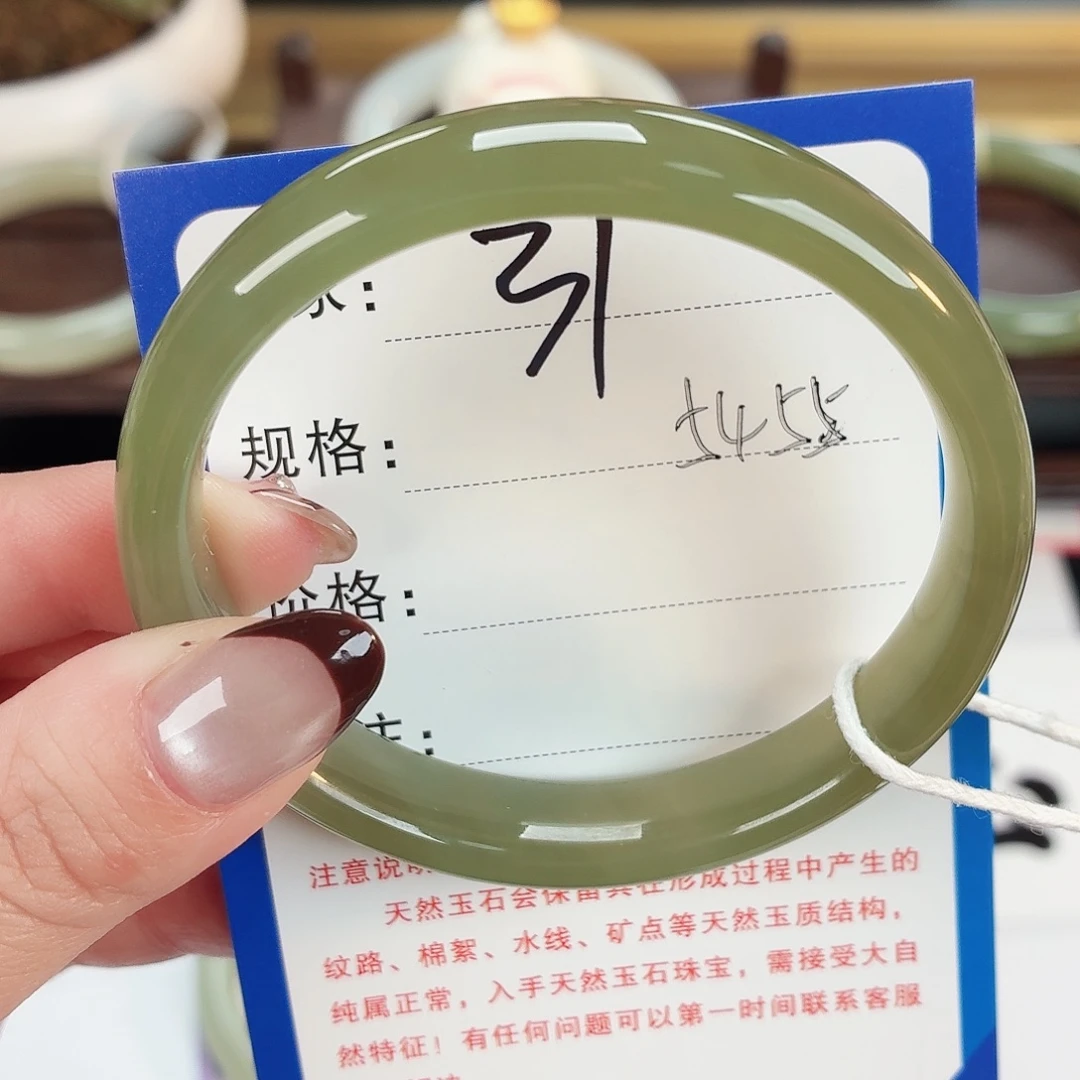 引
规格: 5455
价格:
注意说明
天然玉石会保留其在形成过程中产生的
纹路、棉絮、水线、矿点等天然玉质结构，
纯属正常，入手天然玉石珠宝，需接受大自
然特征！有任何问题可以第一时间联系客服